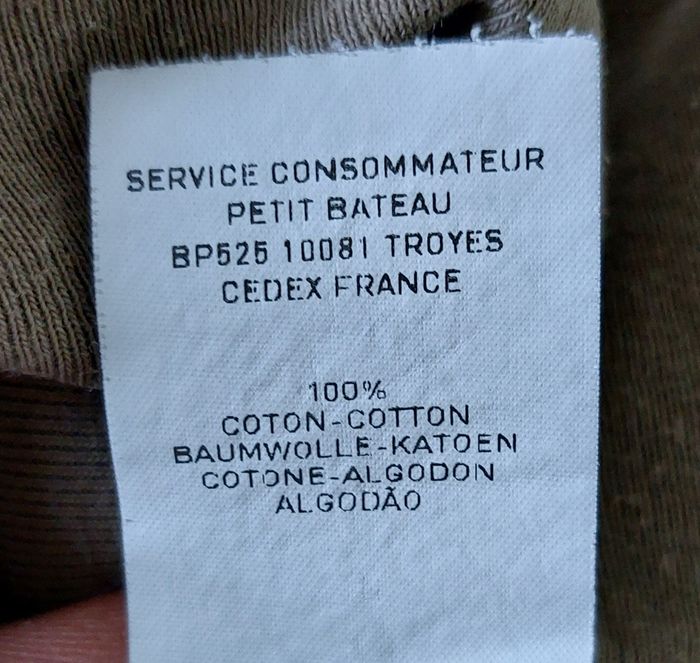 SERVICE CONSOMMATEUR
PETIT BATEAU
BP525 10081 TROYES
CEDEX FRANCE
100%
COTON-COTTON
BAUMWOLLE-KATOEN
COTONE-ALGODON
ALGODÃO